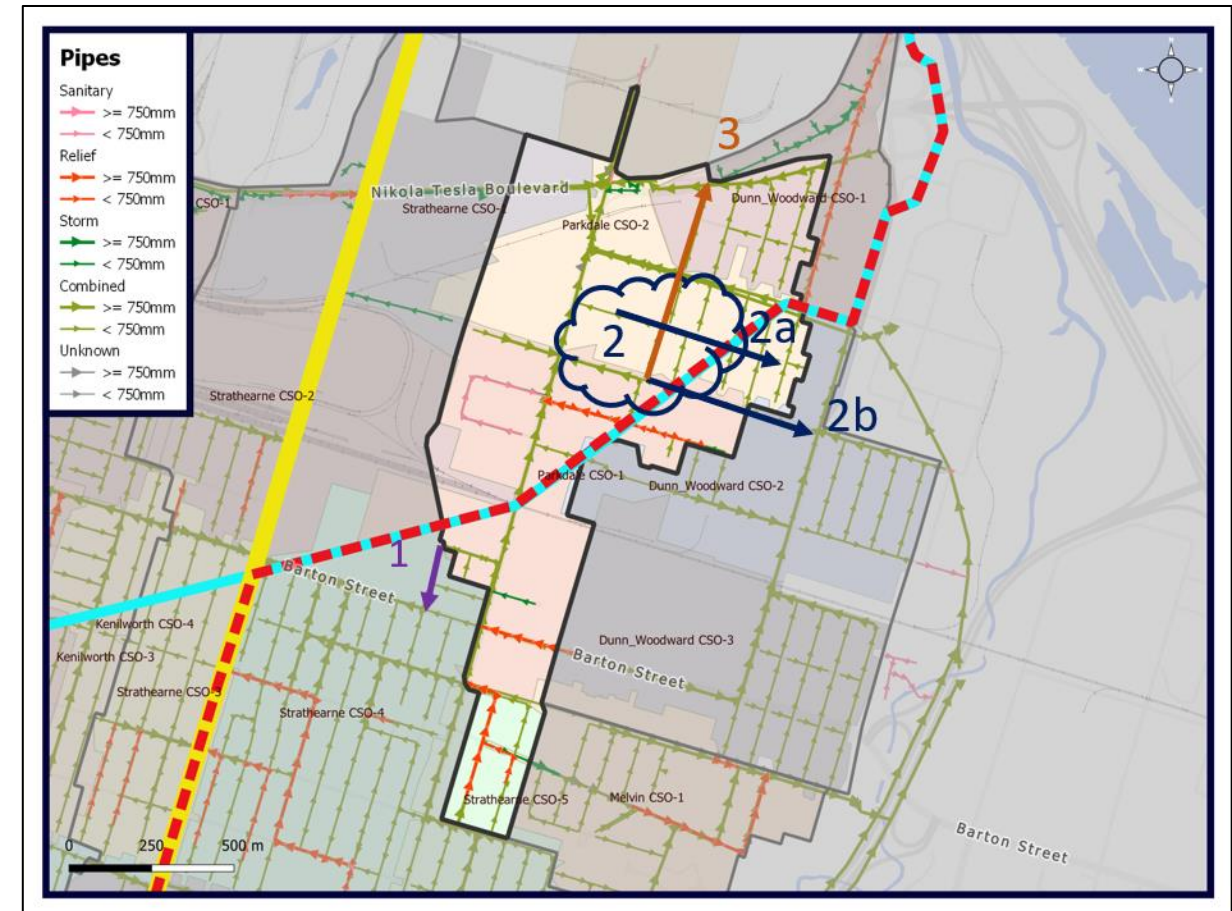 Pipes
Sanitary
>= 750mm
< 750mm
Relief
>= 750mm
< 750mm
Storm
>= 750mm
< 750mm
Combined
>= 750mm
< 750mm
Unknown
>= 750mm
< 750mm
3
Nikola Tesla Boulevard
CSO-1
Dunn_Woodward CSO-1
Parkdale CSO-2
2
2a
Strathearne CSO-2
2b
Parkdale CSO-1
Dunn_Woodward CSO-2
1
Barton Street
Kenilworth CSO-4
Dunn_Woodward CSO-3
Kenilworth CSO-3
Barton Street
Strathearne CSO-3
Strathearne CSO-4
Strathearne CSO-5
Melvin CSO-1
Barton Street
0 250 500 m